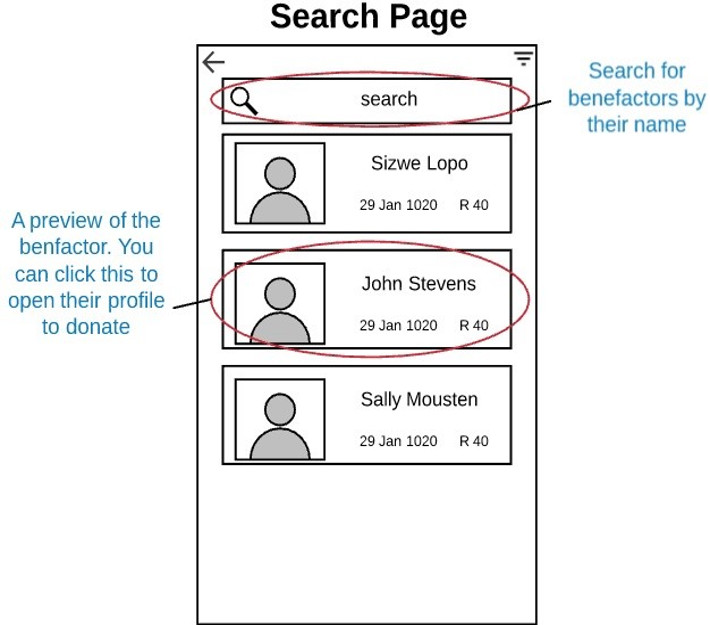 Search Page
search
Search for
benefactors by
their name
Sizwe Lopo
29 Jan 1020 R 40
A preview of the
benfactor. You
can click this to
open their profile
to donate
John Stevens
29 Jan 1020 R 40
Sally Mousten
29 Jan 1020 R 40